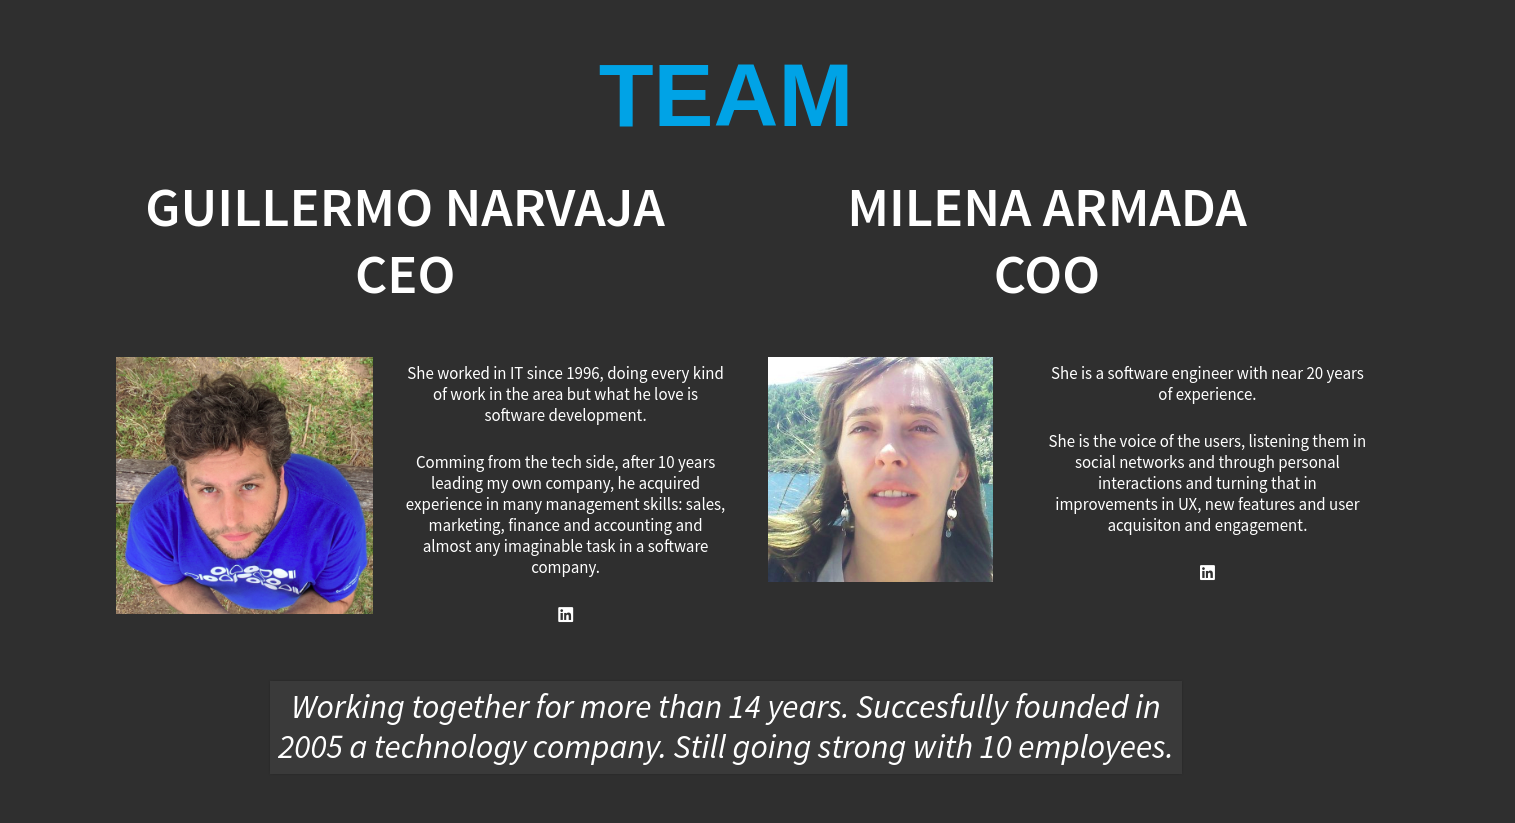 TEAM
GUILLERMO NARVAJA
CEO
She worked in IT since 1996, doing every kind
of work in the area but what he love is
software development.
Comming from the tech side, after 10 years
leading my own company, he acquired
experience in many management skills: sales,
marketing, finance and accounting and
almost any imaginable task in a software
company.
in
MILENA ARMADA
COO
She is a software engineer with near 20 years
of experience.
She is the voice of the users, listening them in
social networks and through personal
interactions and turning that in
improvements in UX, new features and user
acquisiton and engagement.
in
Working together for more than 14 years. Succesfully founded in
2005 a technology company. Still going strong with 10 employees.